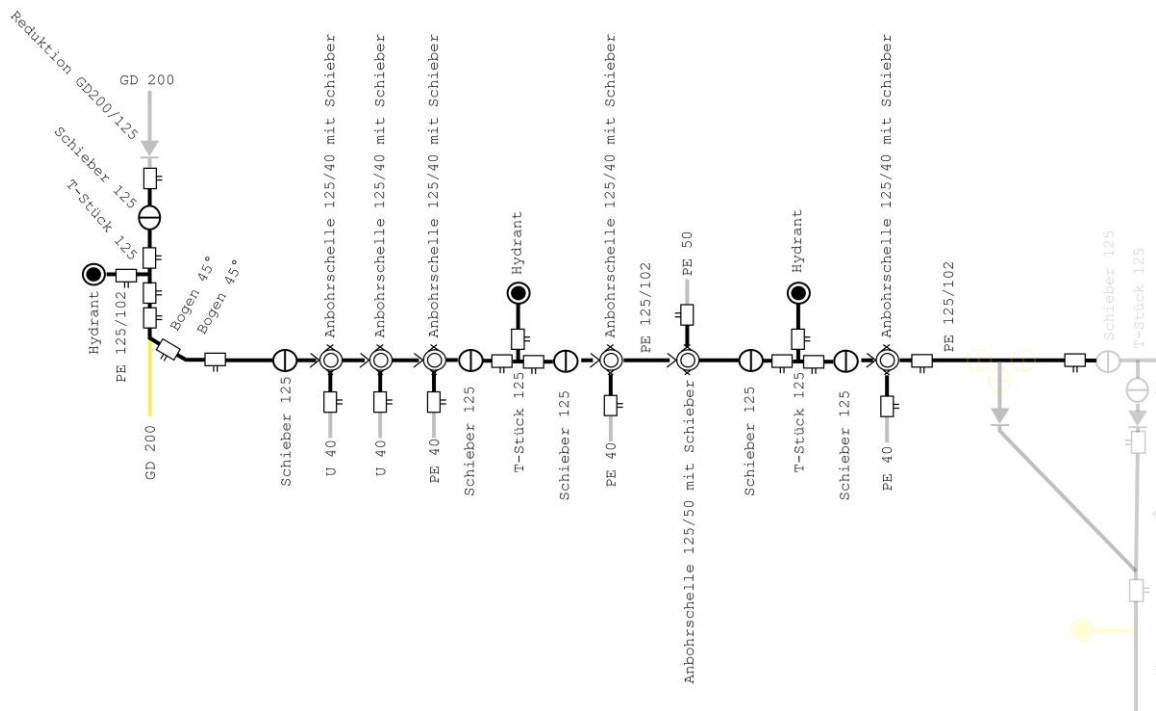 Reduktion GD200/125
GD 200
Schieber 125
T-Stück 125
Hydrant
PE 125/102
Bogen 45°
Bogen 45°
GD 200
Schieber 125
Anbohrschelle 125/40 mit Schieber
U 40
Anbohrschelle 125/40 mit Schieber
U 40
Anbohrschelle 125/40 mit Schieber
PE 40
Schieber 125
Hydrant
T-Stück 125
Schieber 125
Anbohrschelle 125/40 mit Schieber
PE 40
PE 125/102
PE 50
Anbohrschelle 125/50 mit Schieber
Schieber 125
Hydrant
T-Stück 125
Schieber 125
Anbohrschelle 125/40 mit Schieber
PE 40
PE 125/102
Schieber 125
T-Stück 125